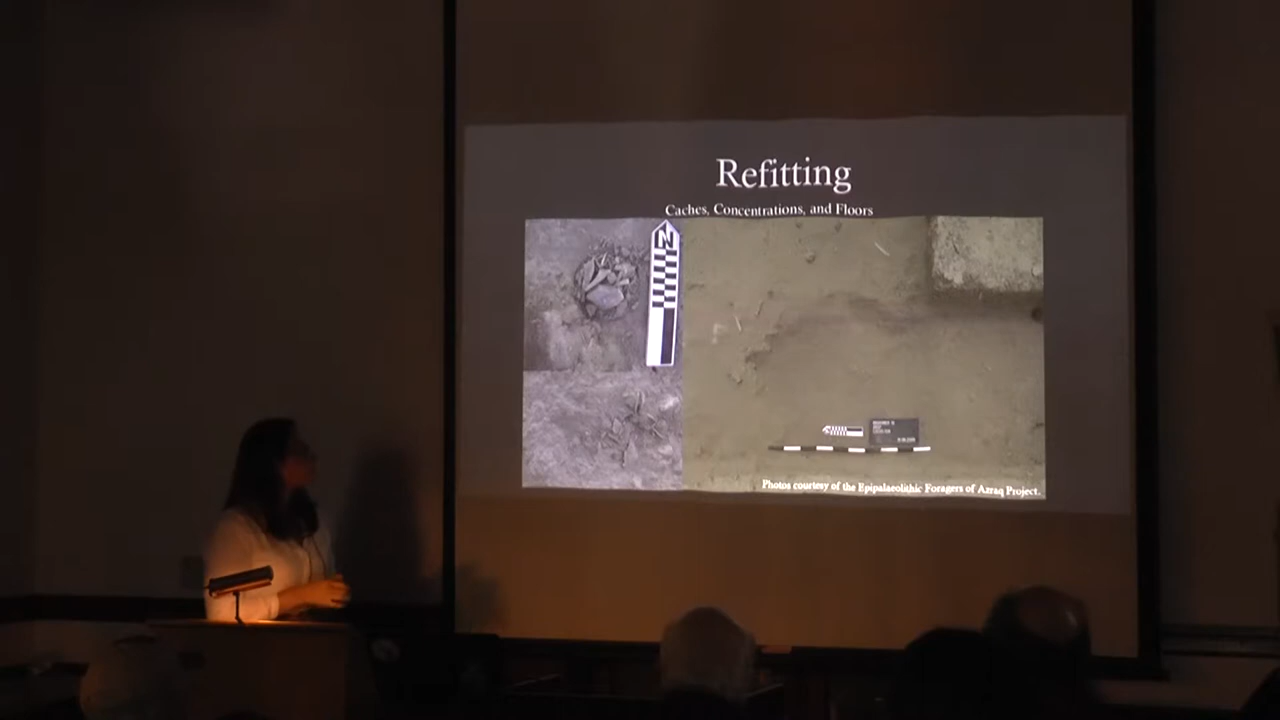 Refitting
Caches, Concentrations, and Floors
N
Photos courtesy of the Epipalaeolithic Foragers of Azraq Project.